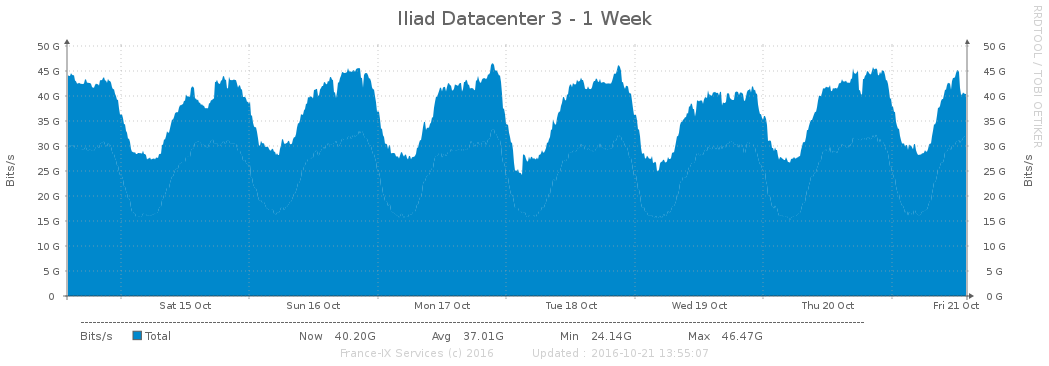 Iliad Datacenter 3 - 1 Week
RRDTOOL / TOBI OETIKER
Bits/s
50 G 50 G
45 G 45 G
40 G 40 G
35 G 35 G
30 G 30 G
25 G 25 G
20 G 20 G
15 G 15 G
10 G 10 G
5 G 5 G
0 0 G
Bits/s
Sat 15 Oct Sun 16 Oct Mon 17 Oct Tue 18 Oct Wed 19 Oct Thu 20 Oct Fri 21 Oct
Bits/s Total Now 40.20G Avg 37.01G Min 24.14G Max 46.47G
France-IX Services (c) 2016 Updated : 2016-10-21 13:55:07